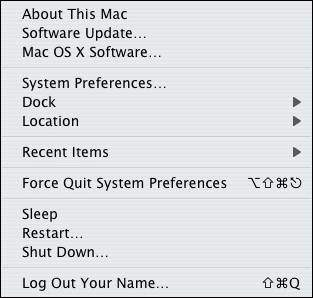 About This Mac
Software Update...
Mac OS X Software...
System Preferences...
Dock
Location
Recent Items
Force Quit System Preferences ⌥⇧⌘⎋
Sleep
Restart...
Shut Down...
Log Out Your Name... ⇧⌘Q